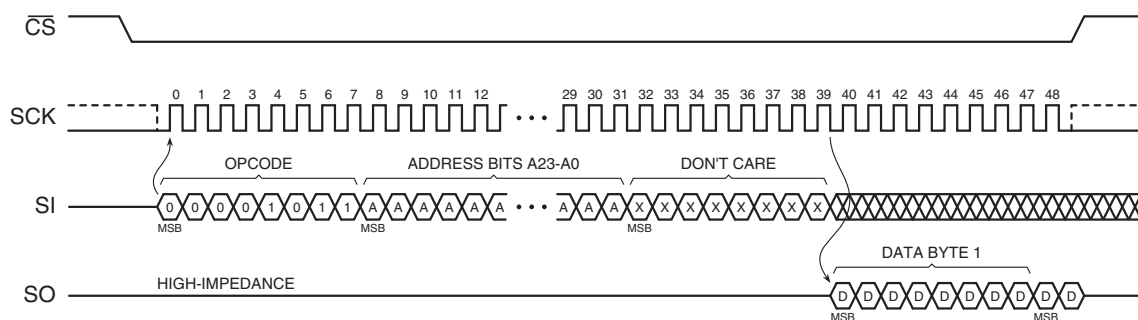 CS
SCK
0 1 2 3 4 5 6 7 8 9 10 11 12 29 30 31 32 33 34 35 36 37 38 39 40 41 42 43 44 45 46 47 48
OPCODE ADDRESS BITS A23-A0 DON'T CARE
SI
0 0 0 0 1 0 1 1 A A A A A A A A A X X X X X X X X
MSB MSB MSB
DATA BYTE 1
SO
HIGH-IMPEDANCE
D D D D D D D D D D
MSB MSB